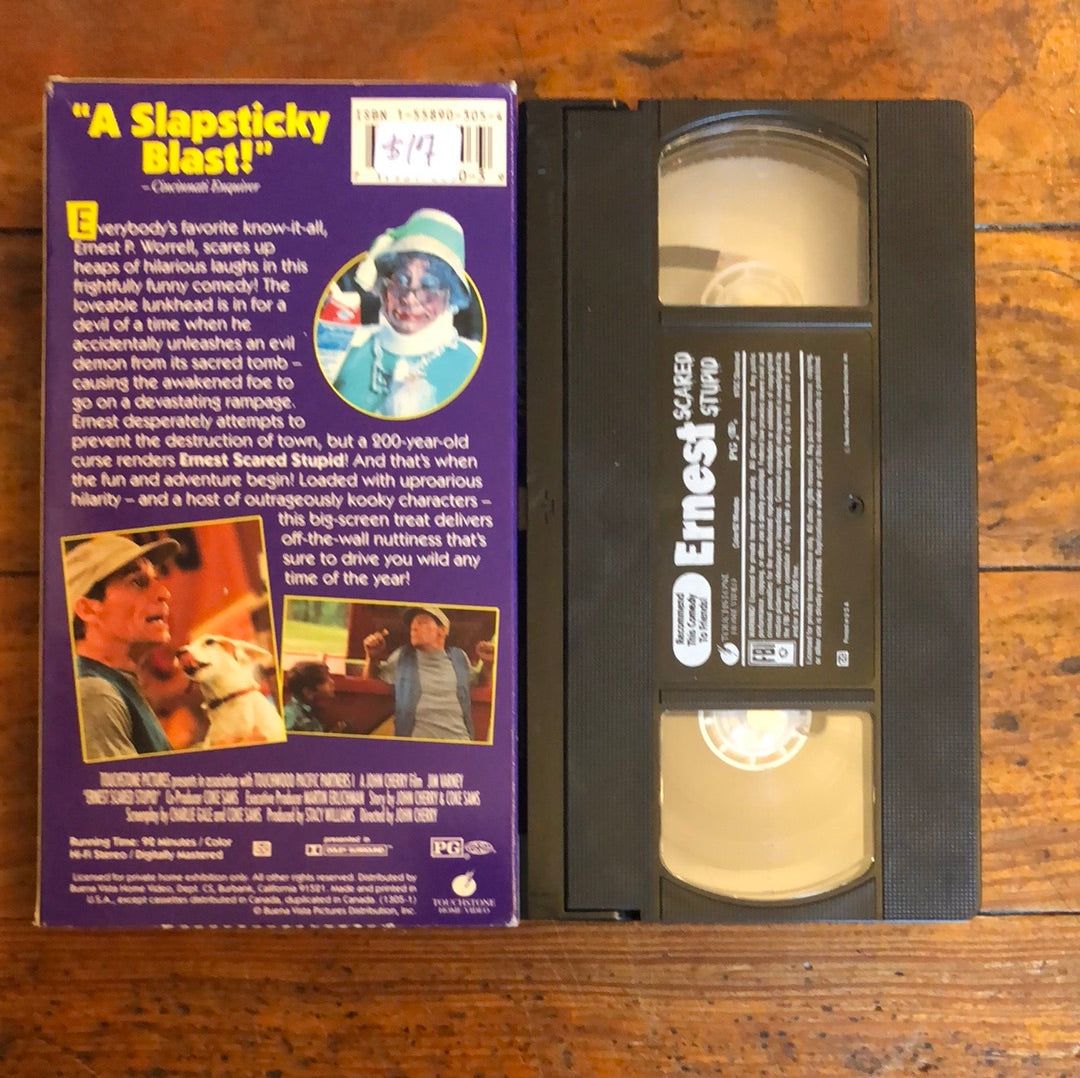 "A Slapsticky
Blast!"
– Cincinnati Enquirer
ISBN 1-55890-305-4
$17
Everybody's favorite know-it-all,
Ernest P. Worrell, scares up
heaps of hilarious laughs in this
frightfully funny comedy! The
loveable lunkhead is in for a
devil of a time when he
accidentally unleashes an evil
demon from its sacred tomb –
causing the awakened foe to
go on a devastating rampage.
Ernest desperately attempts to
prevent the destruction of town, but a 200-year-old
curse renders Ernest Scared Stupid! And that's when
the fun and adventure begin! Loaded with uproarious
hilarity – and a host of outrageously kooky characters –
this big-screen treat delivers
off-the-wall nuttiness that's
sure to drive you wild any
time of the year!
TOUCHSTONE PICTURES presents in association with TOUCHWOOD PACIFIC PARTNERS I A JOHN CHERRY Film JIM VARNEY
"ERNEST SCARED STUPID" Co-Producer COKE SAMS Executive Producer MARTIN ERLICHMAN Story by JOHN CHERRY & COKE SAMS
Screenplay by CHARLIE GALE and COKE SAMS Produced by STACY WILLIAMS Directed by JOHN CHERRY
Running Time: 92 Minutes / Color
Hi-Fi Stereo / Digitally Mastered
presented in
DOLBY SURROUND
PG
Licensed for private home exhibition only. All other rights reserved. Distributed by
Buena Vista Home Video, Dept. CS, Burbank, California 91521. Made and printed in
U.S.A., except cassettes distributed in Canada, duplicated in Canada. (1305-1)
© Buena Vista Pictures Distribution, Inc.
TOUCHSTONE
HOME VIDEO
Recommend
This Comedy
To Friends!
Ernest SCARED
STUPID
TOUCHSTONE
HOME VIDEO
PG
FBI
Printed in U.S.A.